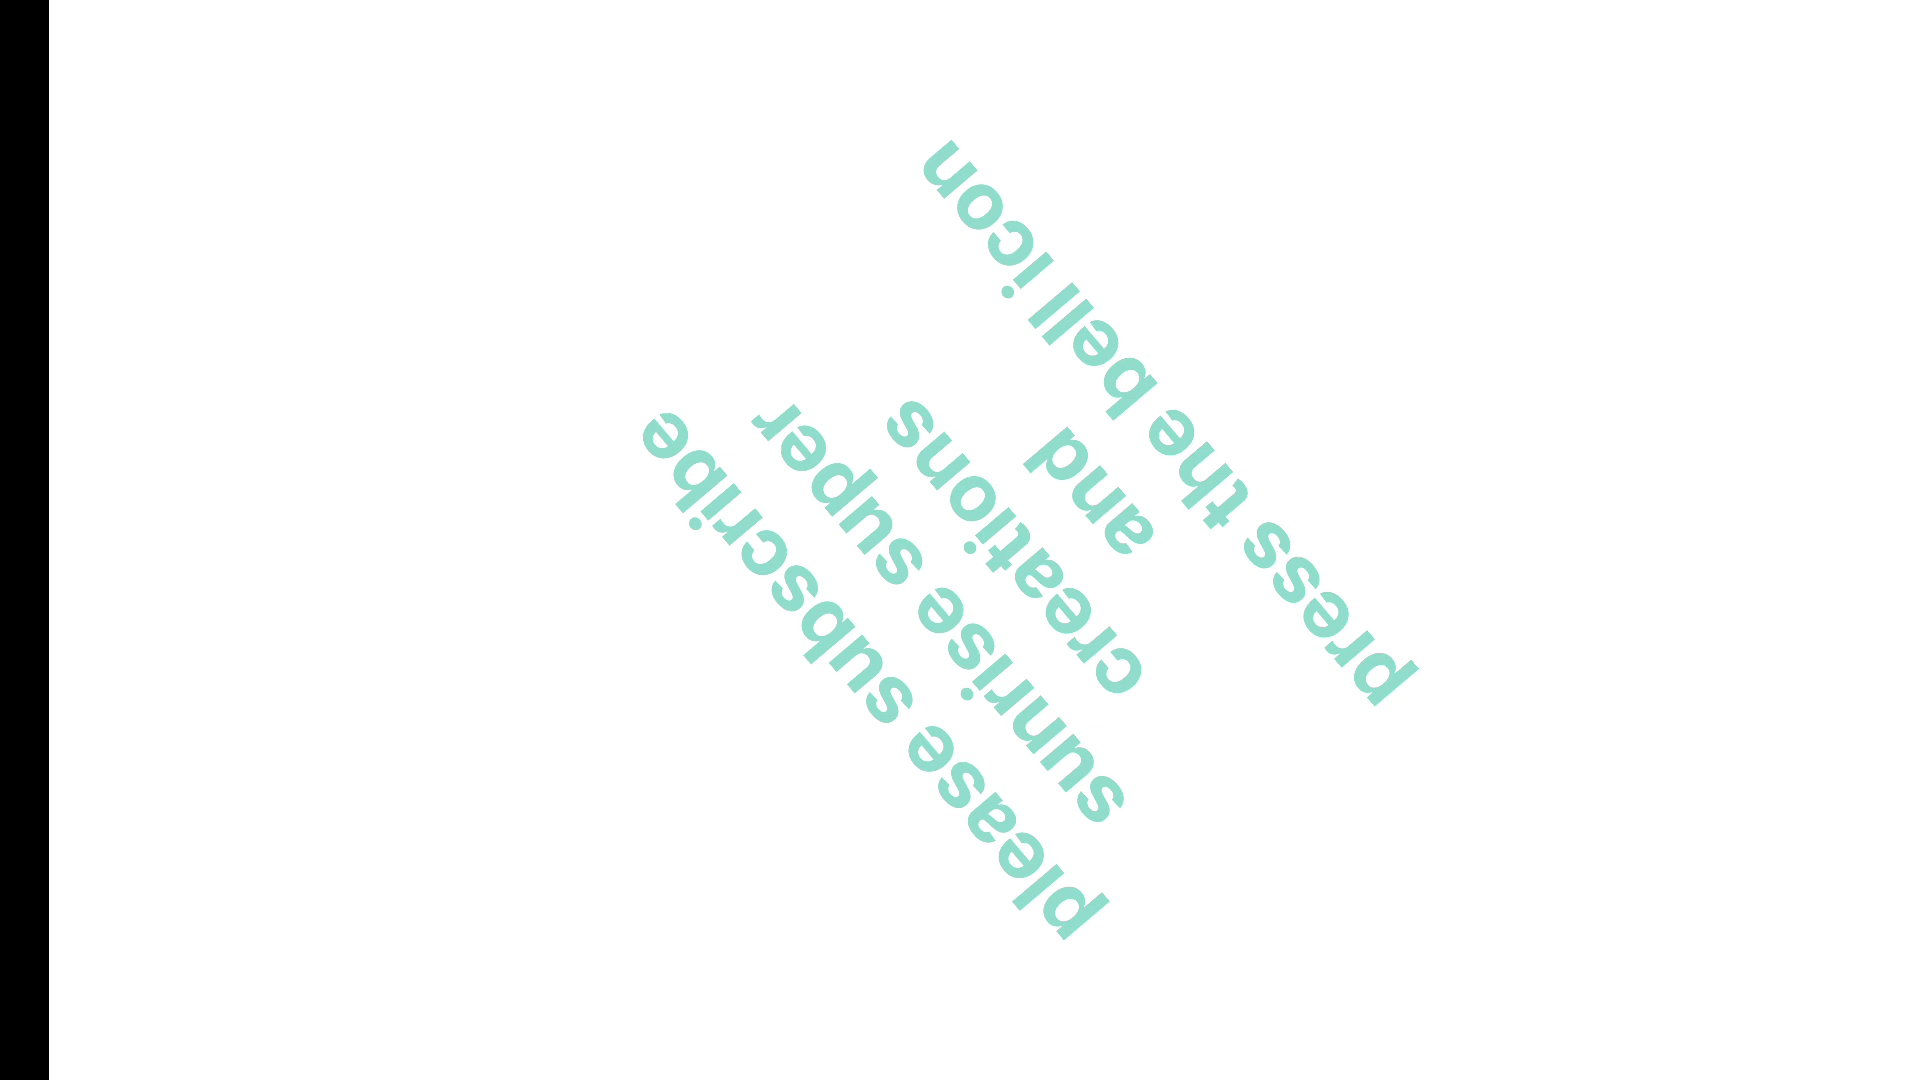 please subscribe
sunrise super
creations
and
press the bell icon